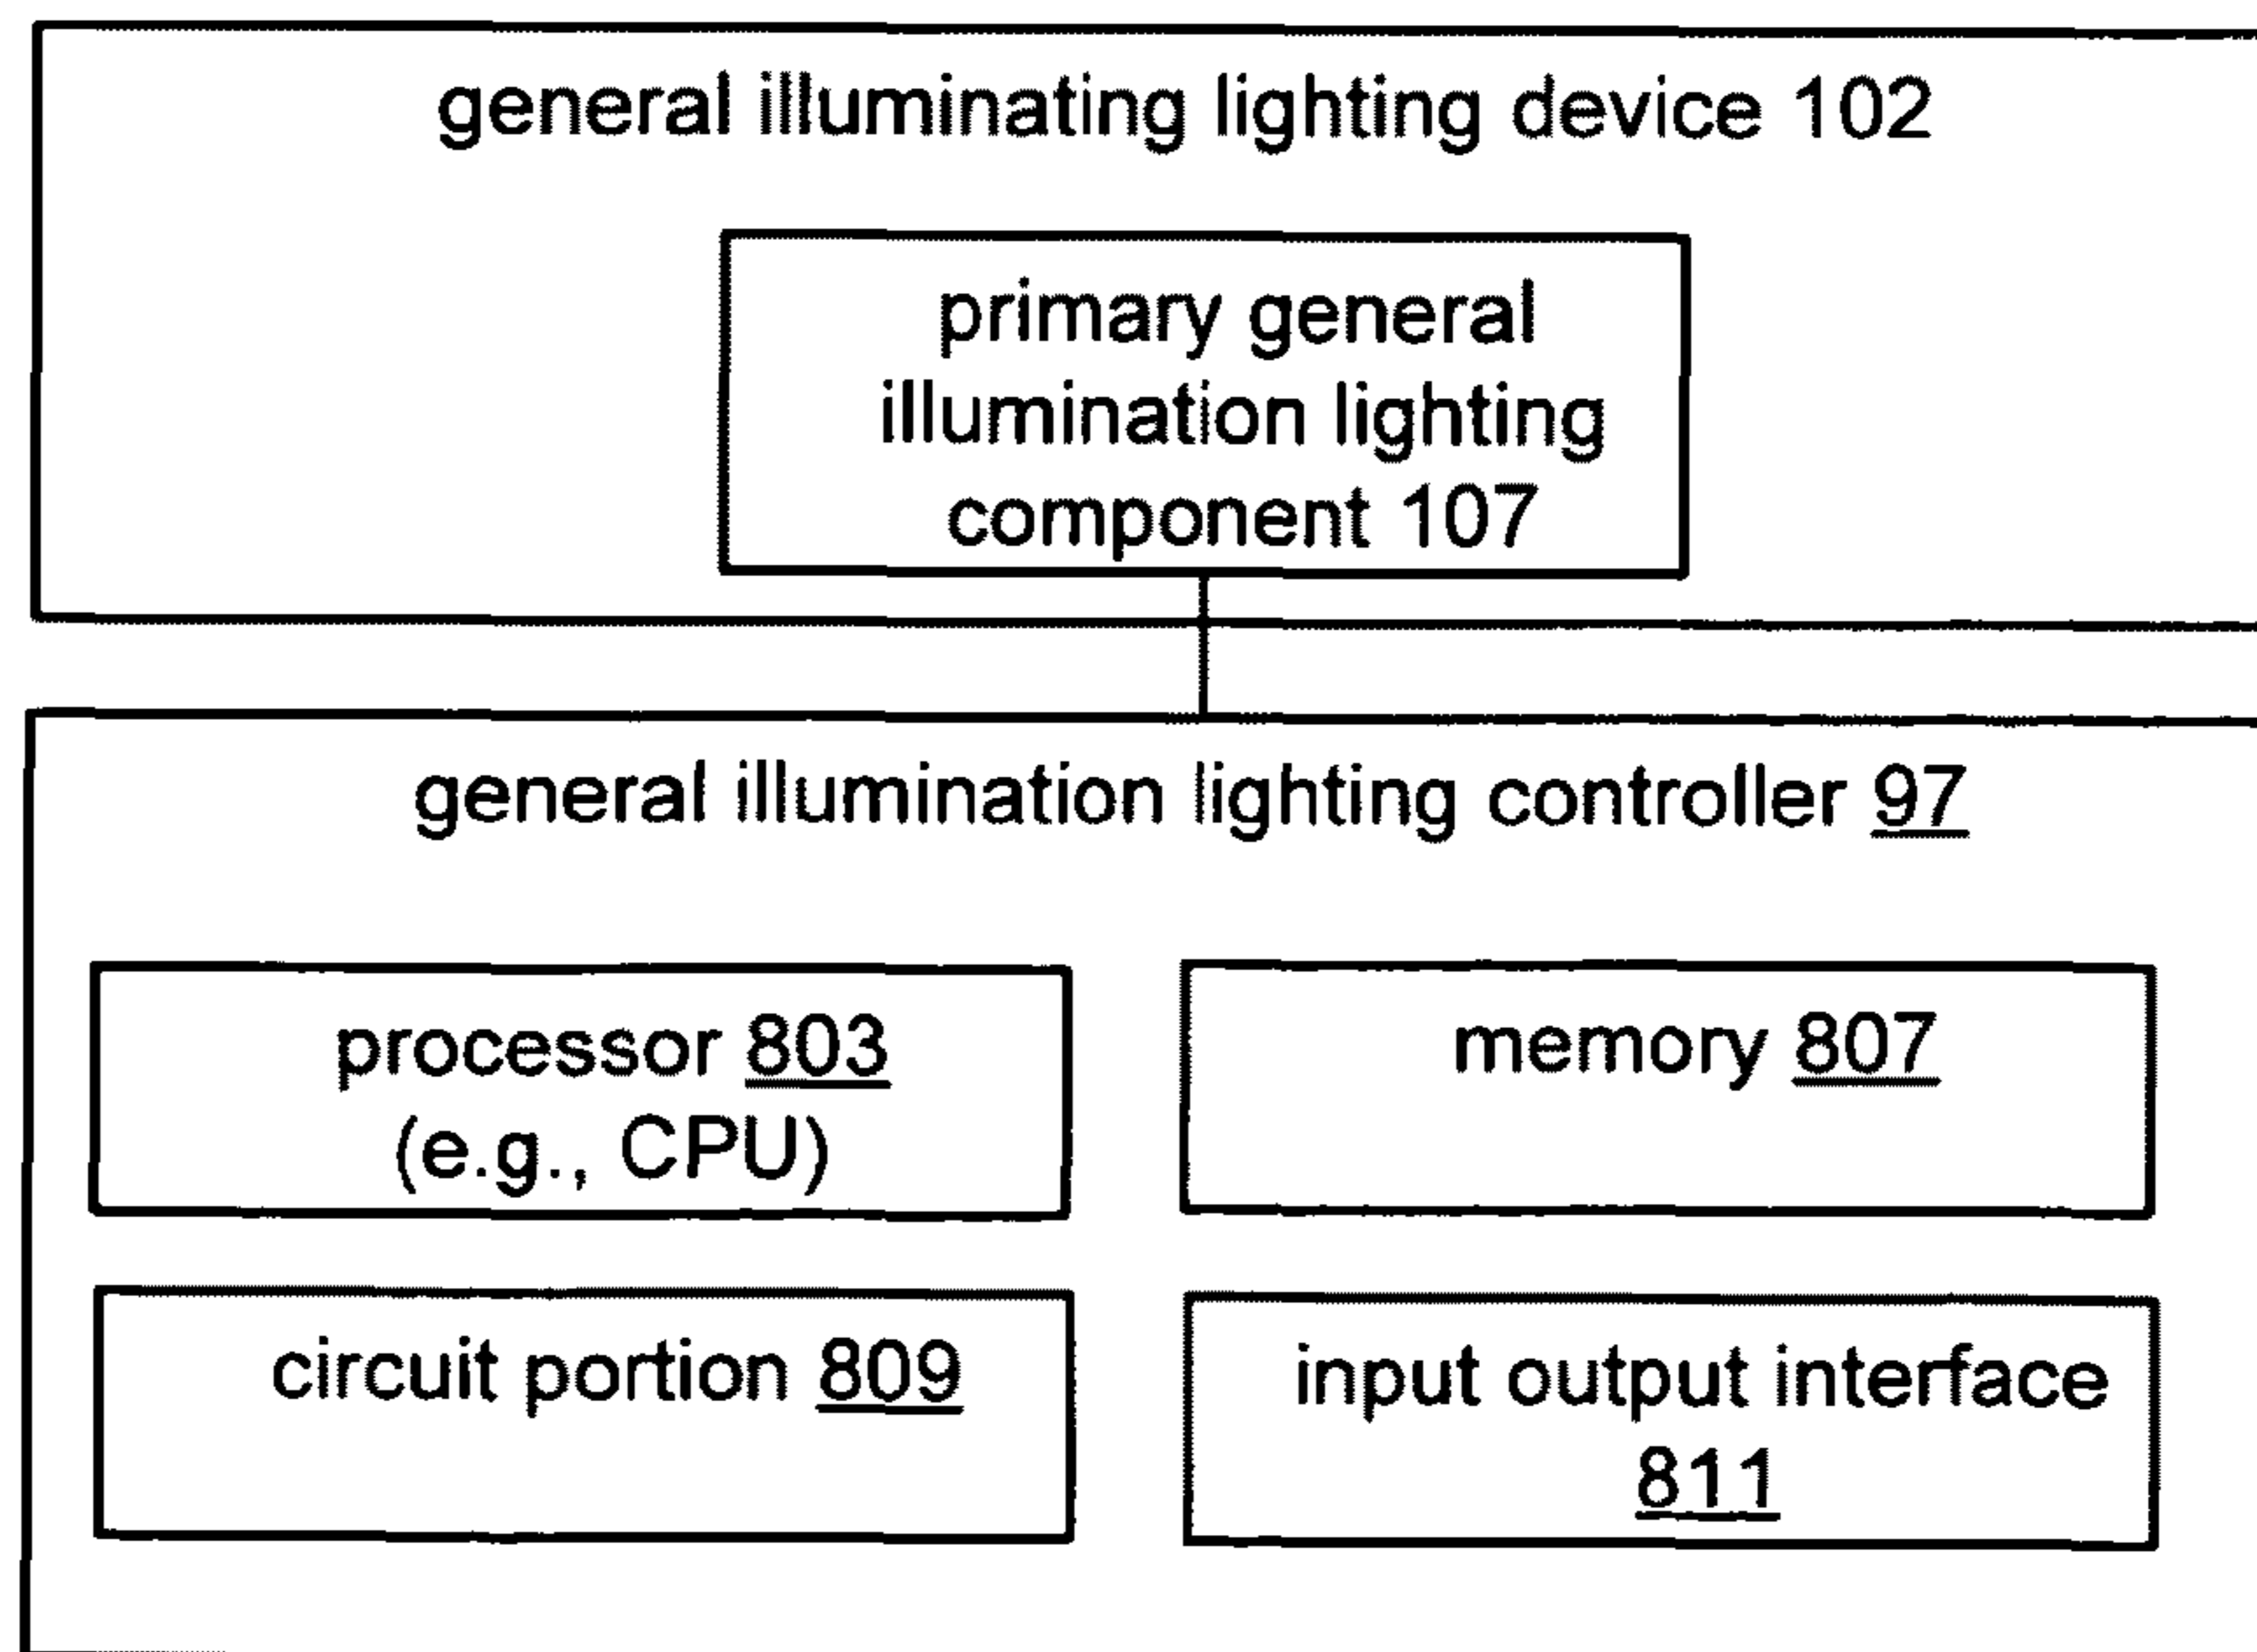 general illuminating lighting device 102
primary general
illumination lighting
component 107
general illumination lighting controller 97
processor 803
(e.g., CPU)
memory 807
circuit portion 809
input output interface
811